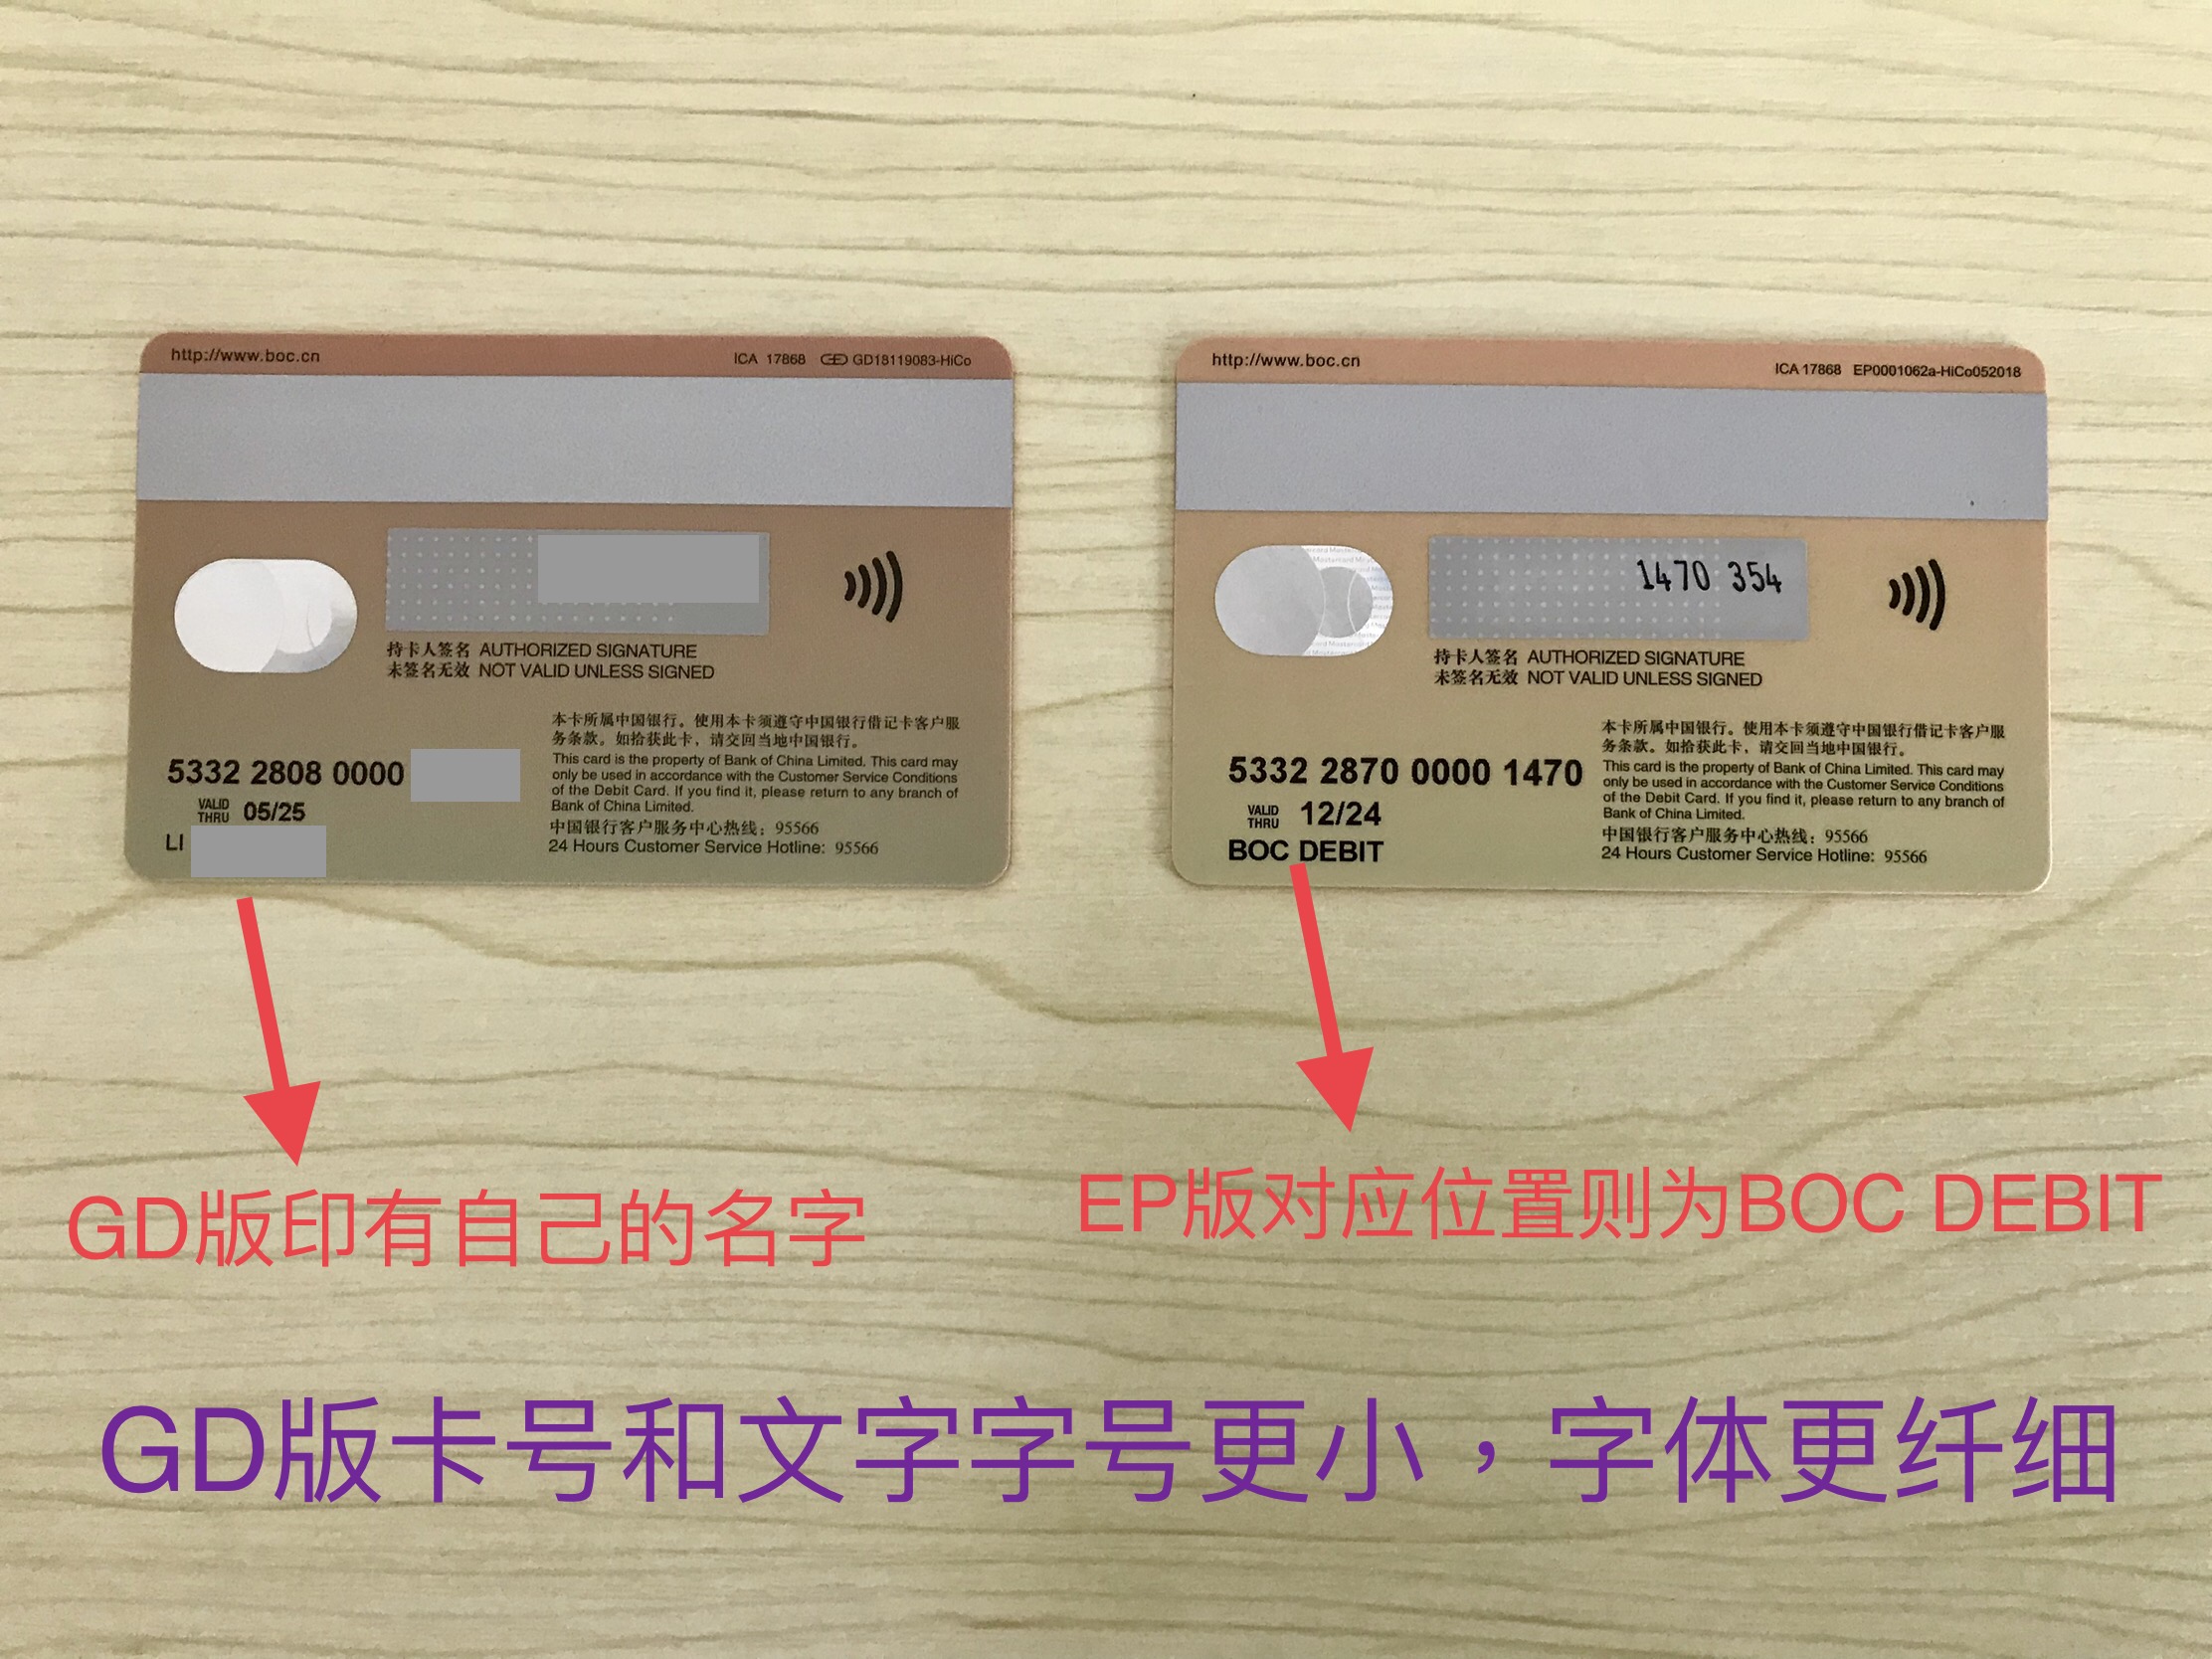 http://www.boc.cn
ICA 17868 GD18119083-HiCo
持卡人签名 AUTHORIZED SIGNATURE
未签名无效 NOT VALID UNLESS SIGNED
本卡所属中国银行。使用本卡须遵守中国银行借记卡客户服
务条款。如拾获此卡，请交回当地中国银行。
This card is the property of Bank of China Limited. This card may
only be used in accordance with the Customer Service Conditions
of the Debit Card. If you find it, please return to any branch of
Bank of China Limited.
中国银行客户服务中心热线：95566
24 Hours Customer Service Hotline: 95566
5332 2808 0000
VALID THRU 05/25
LI
http://www.boc.cn
ICA 17868 EP0001062a-HiCo052018
1470 354
持卡人签名 AUTHORIZED SIGNATURE
未签名无效 NOT VALID UNLESS SIGNED
本卡所属中国银行。使用本卡须遵守中国银行借记卡客户服
务条款。如拾获此卡，请交回当地中国银行。
This card is the property of Bank of China Limited. This card may
only be used in accordance with the Customer Service Conditions
of the Debit Card. If you find it, please return to any branch of
Bank of China Limited.
中国银行客户服务中心热线：95566
24 Hours Customer Service Hotline: 95566
5332 2870 0000 1470
VALID THRU 12/24
BOC DEBIT
GD版印有自己的名字
EP版对应位置则为BOC DEBIT
GD版卡号和文字字号更小，字体更纤细